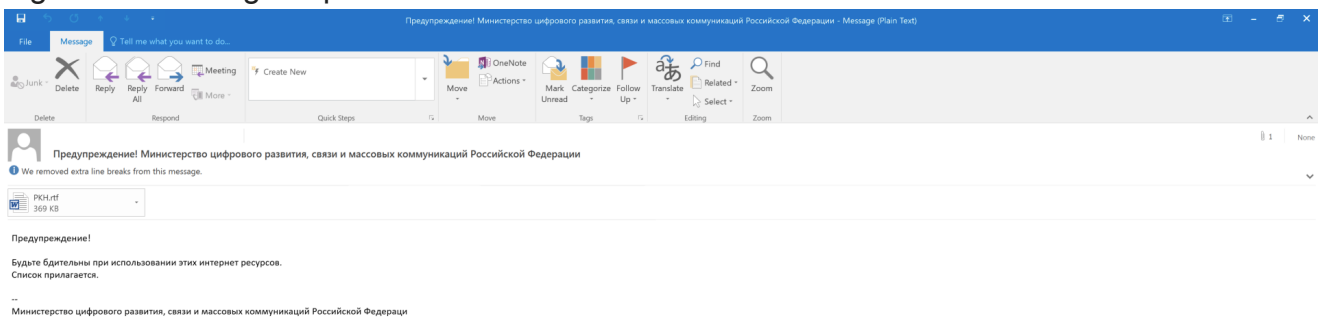 Предупреждение! Министерство цифрового развития, связи и массовых коммуникаций Российской Федерации - Message (Plain Text)
File Message Tell me what you want to do...
Junk Delete Reply Reply All Forward Meeting More
Create New
Move OneNote Actions Mark Unread Categorize Follow Up Translate Find Related Select Zoom
Delete Respond Quick Steps Move Tags Editing Zoom
Предупреждение! Министерство цифрового развития, связи и массовых коммуникаций Российской Федерации
1 None
We removed extra line breaks from this message.
PKH.rtf
369 KB
Предупреждение!
Будьте бдительны при использовании этих интернет ресурсов.
Список прилагается.
--
Министерство цифрового развития, связи и массовых коммуникаций Российской Федераци